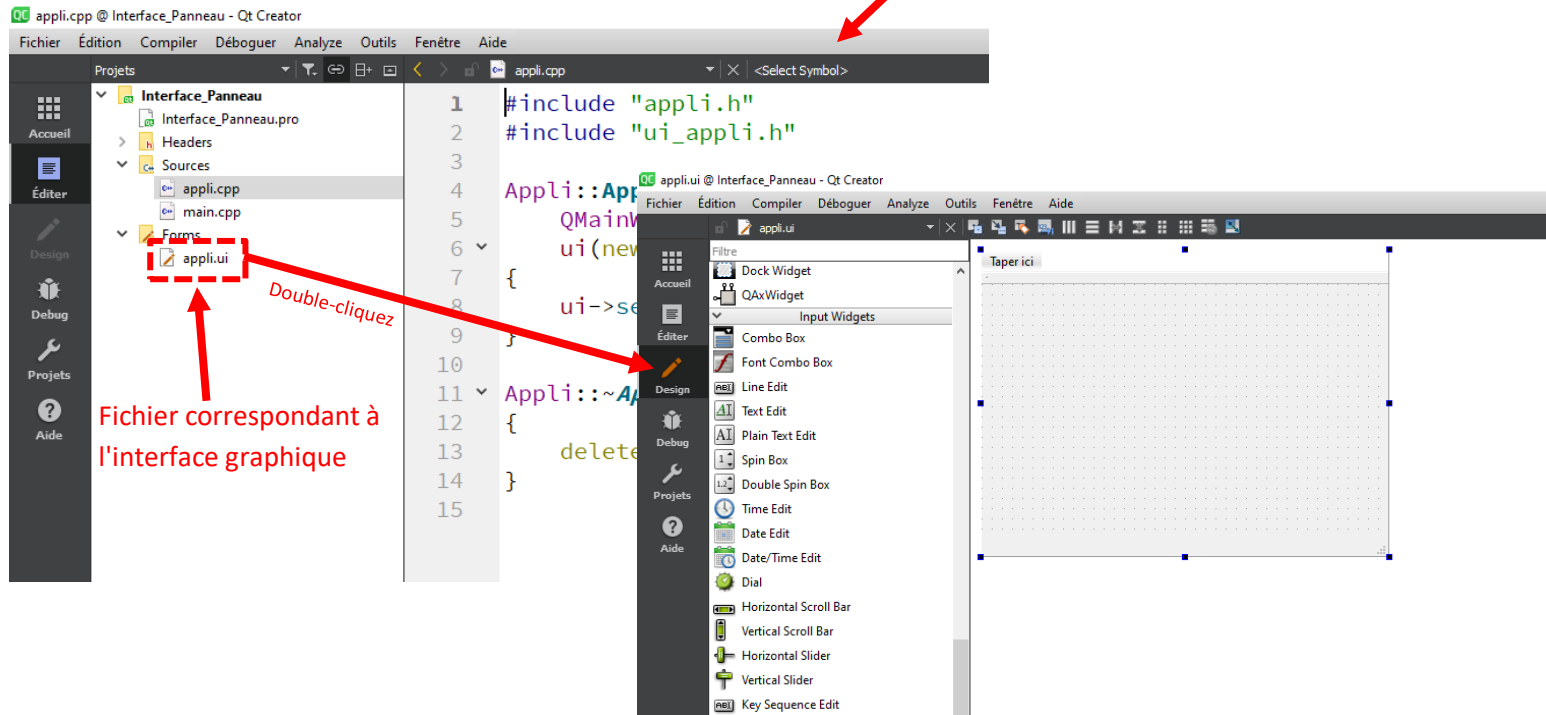 appli.cpp @ Interface_Panneau - Qt Creator
Fichier Édition Compiler Déboguer Analyze Outils Fenêtre Aide
Projets
appli.cpp
<Select Symbol>
Accueil
Éditer
Design
Debug
Projets
Aide
Interface_Panneau
Interface_Panneau.pro
Headers
Sources
appli.cpp
main.cpp
Forms
appli.ui
Double-cliquez
Fichier correspondant à
l'interface graphique
1 #include "appli.h"
2 #include "ui_appli.h"
3
4 Appli::App
5 QMainW
6 ui(new
7 {
8 ui->se
9 }
10
11 Appli::~Ap
12 {
13 delete
14 }
15
appli.ui @ Interface_Panneau - Qt Creator
Fichier Édition Compiler Déboguer Analyze Outils Fenêtre Aide
appli.ui
Accueil
Éditer
Design
Debug
Projets
Aide
Filtre
Dock Widget
QAxWidget
Input Widgets
Combo Box
Font Combo Box
Line Edit
Text Edit
Plain Text Edit
Spin Box
Double Spin Box
Time Edit
Date Edit
Date/Time Edit
Dial
Horizontal Scroll Bar
Vertical Scroll Bar
Horizontal Slider
Vertical Slider
Key Sequence Edit
Taper ici